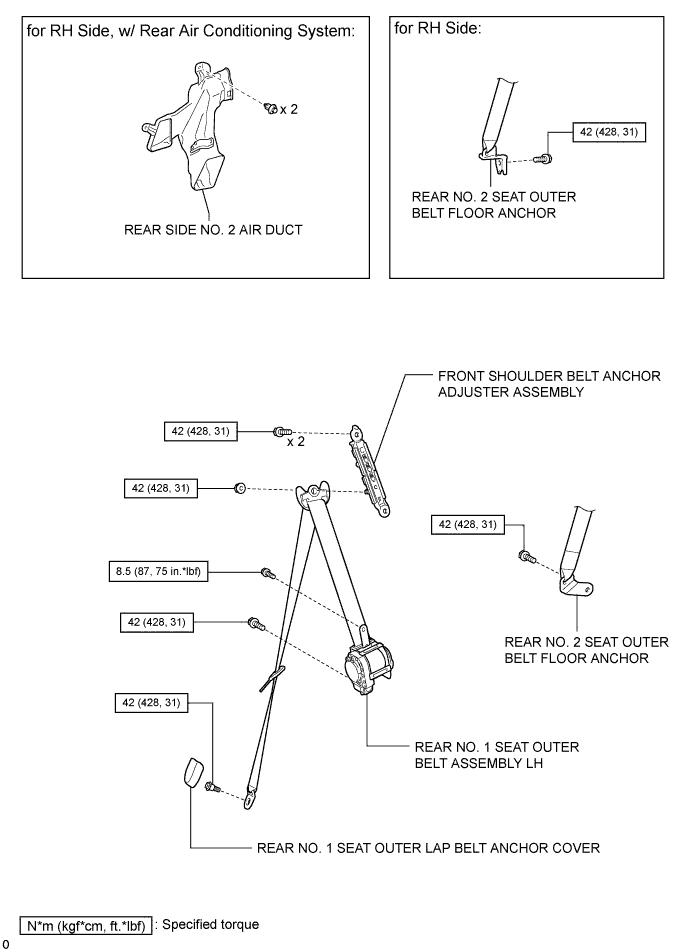 for RH Side, w/ Rear Air Conditioning System:
x 2
REAR SIDE NO. 2 AIR DUCT
for RH Side:
42 (428, 31)
REAR NO. 2 SEAT OUTER
BELT FLOOR ANCHOR
FRONT SHOULDER BELT ANCHOR
ADJUSTER ASSEMBLY
42 (428, 31)
x 2
42 (428, 31)
42 (428, 31)
8.5 (87, 75 in.*lbf)
42 (428, 31)
REAR NO. 2 SEAT OUTER
BELT FLOOR ANCHOR
42 (428, 31)
REAR NO. 1 SEAT OUTER
BELT ASSEMBLY LH
REAR NO. 1 SEAT OUTER LAP BELT ANCHOR COVER
N*m (kgf*cm, ft.*lbf) : Specified torque
0